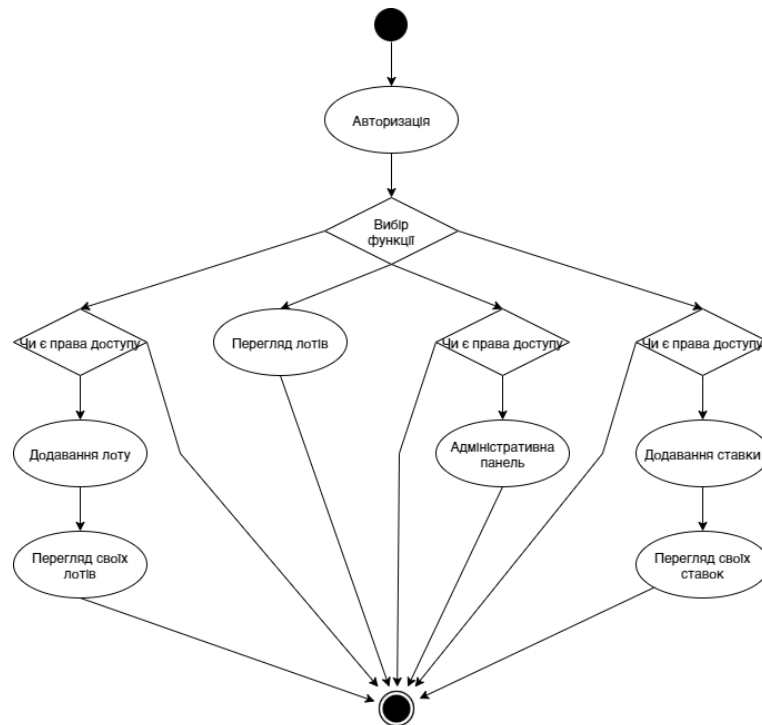 Авторизація
Вибір
функції
Чи є права доступу
Перегляд лотів
Чи є права доступу
Чи є права доступу
Додавання лоту
Адміністративна
панель
Додавання ставки
Перегляд своїх
лотів
Перегляд своїх
ставок